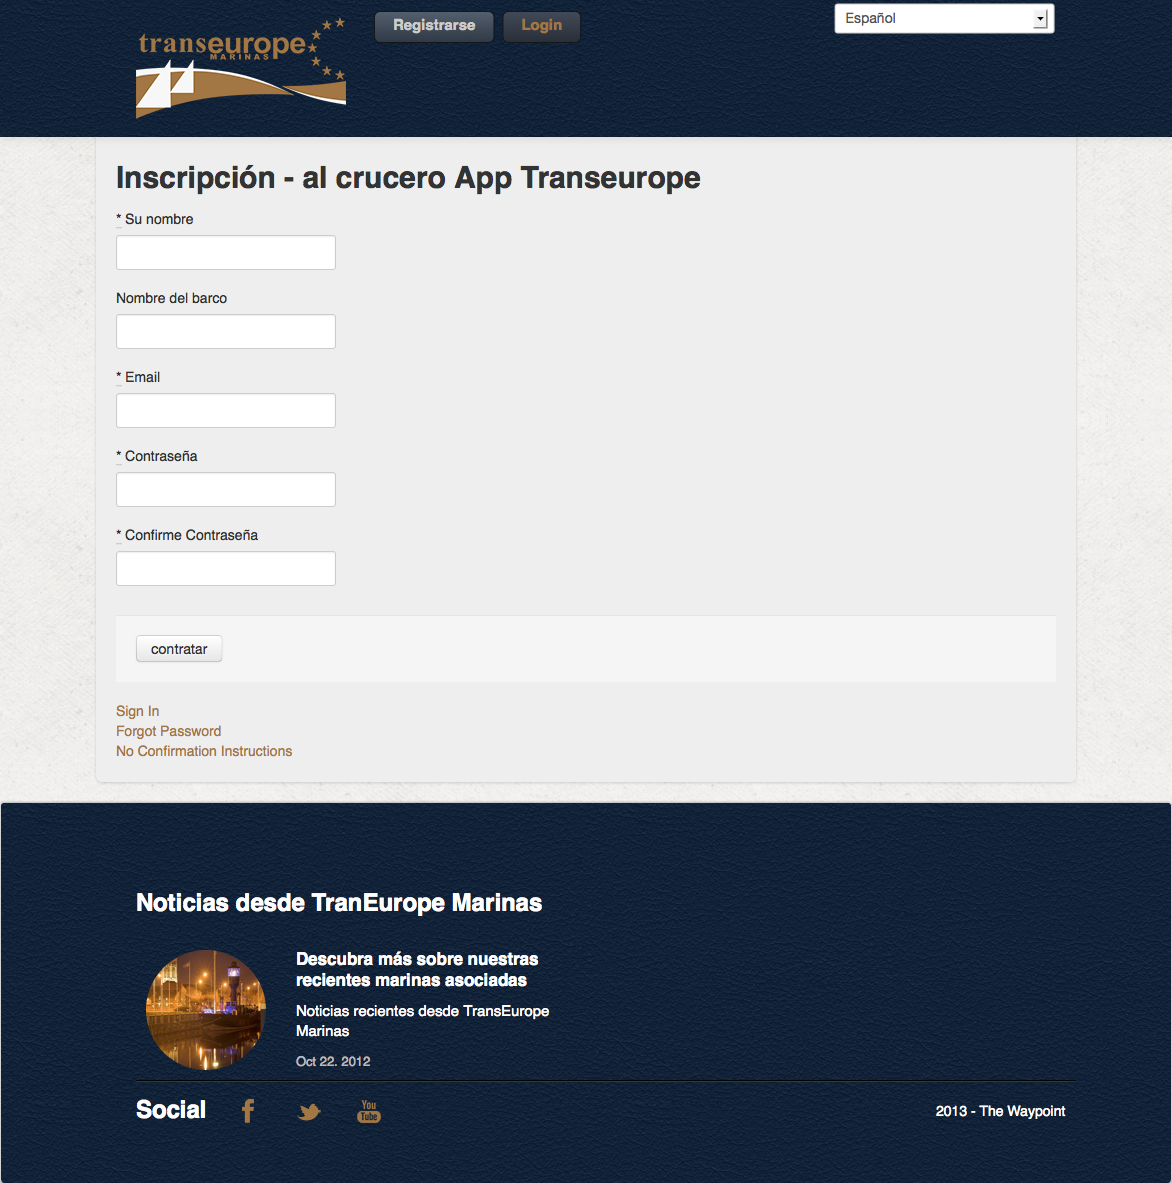 transeurope
MARINAS
Registrarse
Login
Español
Inscripción - al crucero App Transeurope
* Su nombre
Nombre del barco
* Email
* Contraseña
* Confirme Contraseña
contratar
Sign In
Forgot Password
No Confirmation Instructions
Noticias desde TranEurope Marinas
Descubra más sobre nuestras
recientes marinas asociadas
Noticias recientes desde TransEurope
Marinas
Oct 22. 2012
Social
You
Tube
2013 - The Waypoint